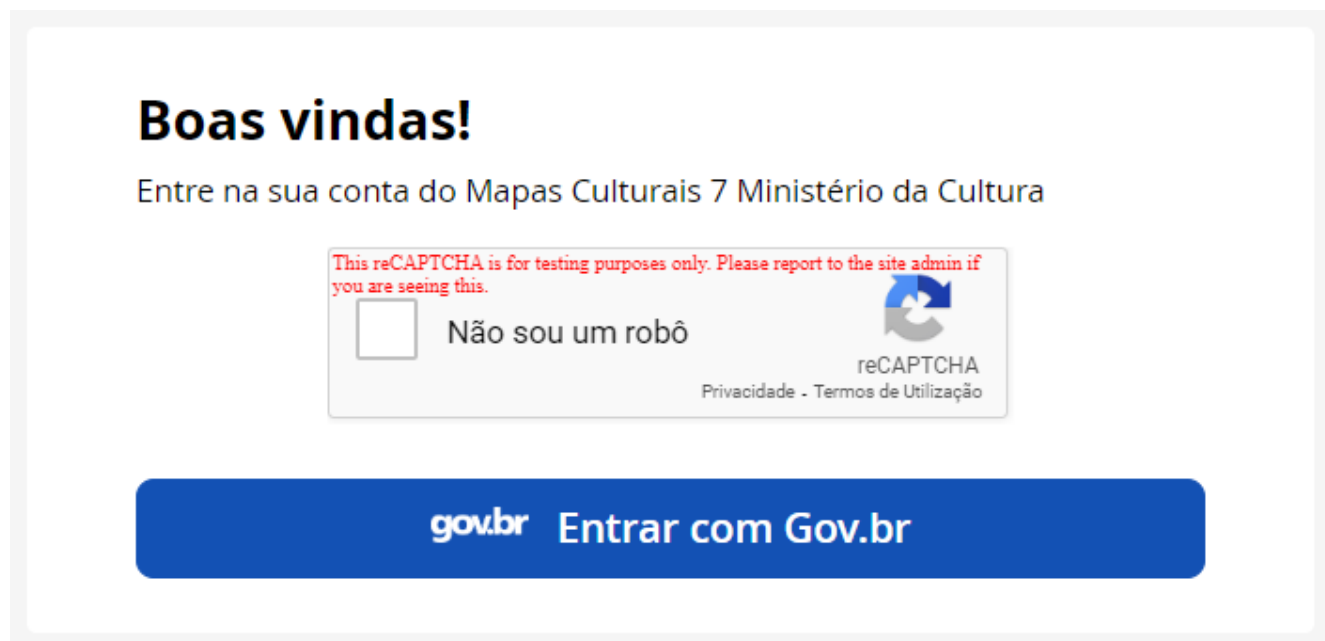 Boas vindas!
Entre na sua conta do Mapas Culturais 7 Ministério da Cultura
This reCAPTCHA is for testing purposes only. Please report to the site admin if
you are seeing this.
Não sou um robô
reCAPTCHA
Privacidade - Termos de Utilização
gov.br Entrar com Gov.br